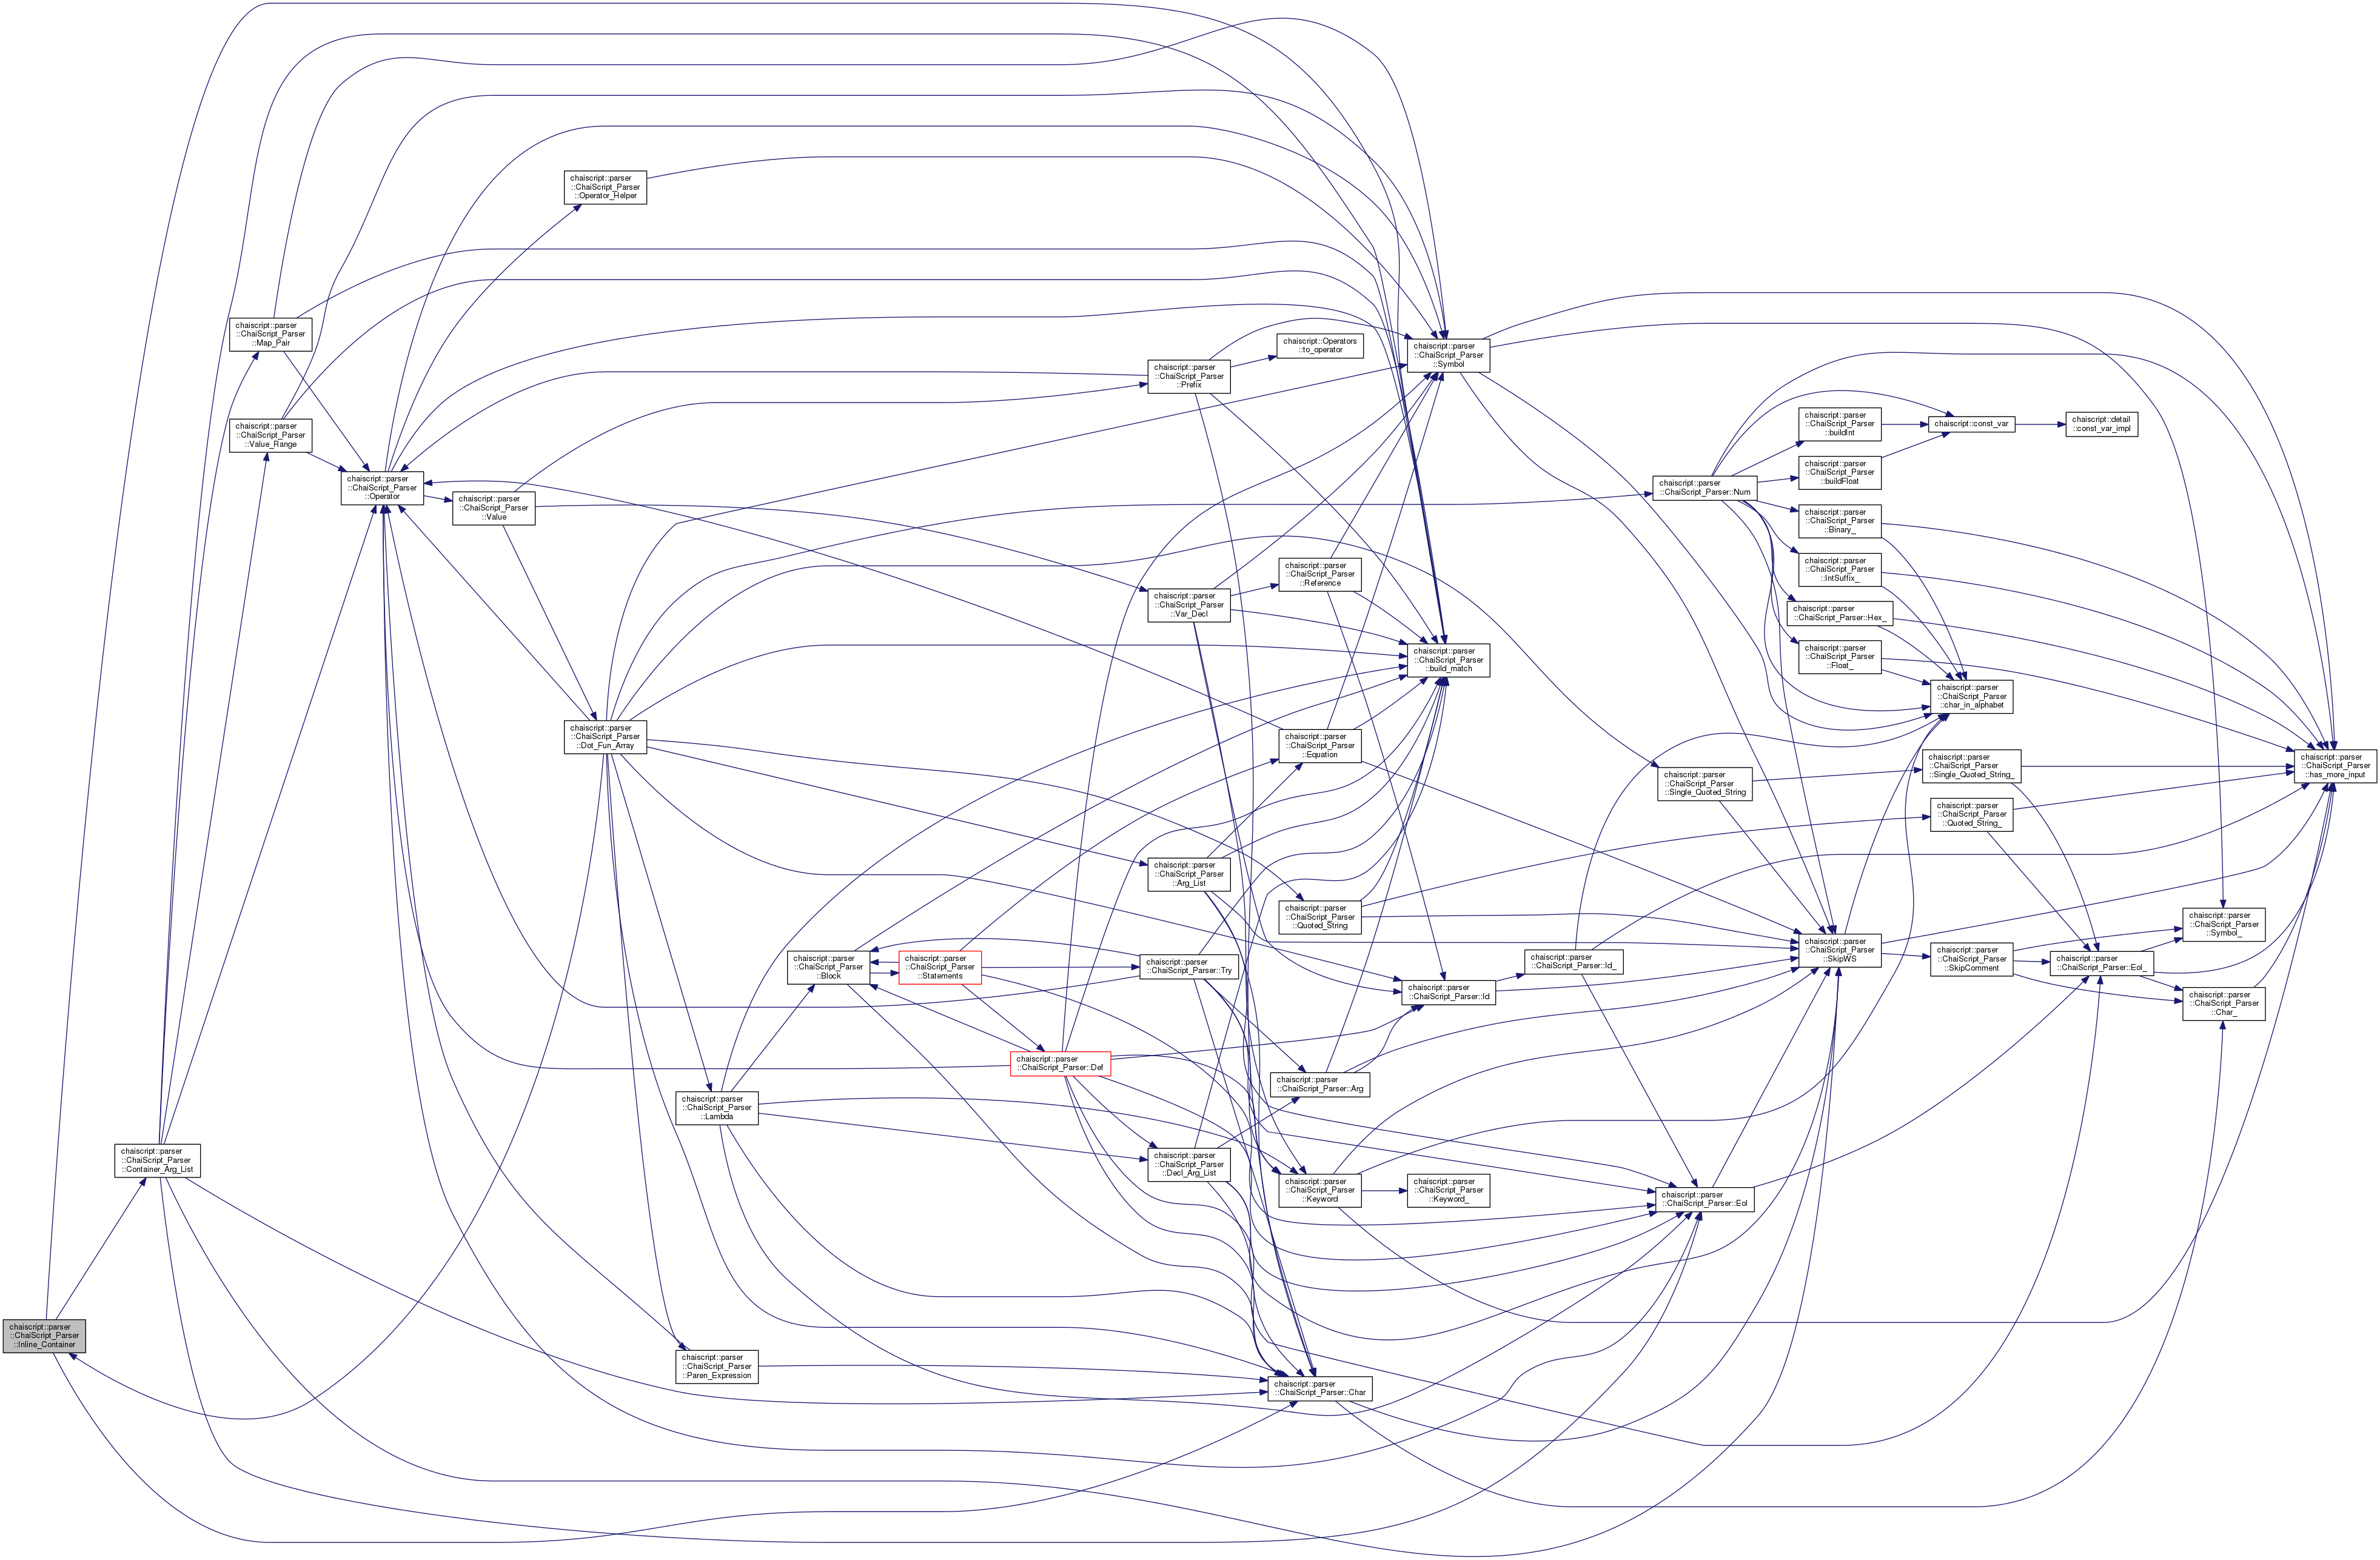 chaiscript::parser
::ChaiScript_Parser
::Inline_Container
chaiscript::parser
::ChaiScript_Parser
::Container_Arg_List
chaiscript::parser
::ChaiScript_Parser
::Map_Pair
chaiscript::parser
::ChaiScript_Parser
::Value_Range
chaiscript::parser
::ChaiScript_Parser
::Operator
chaiscript::parser
::ChaiScript_Parser
::Value
chaiscript::parser
::ChaiScript_Parser
::Operator_Helper
chaiscript::parser
::ChaiScript_Parser
::Dot_Fun_Array
chaiscript::parser
::ChaiScript_Parser
::Lambda
chaiscript::parser
::ChaiScript_Parser
::Paren_Expression
chaiscript::parser
::ChaiScript_Parser
::Block
chaiscript::parser
::ChaiScript_Parser
::Statements
chaiscript::parser
::ChaiScript_Parser::Def
chaiscript::parser
::ChaiScript_Parser
::Prefix
chaiscript::parser
::ChaiScript_Parser
::Var_Decl
chaiscript::parser
::ChaiScript_Parser
::Arg_List
chaiscript::parser
::ChaiScript_Parser::Try
chaiscript::parser
::ChaiScript_Parser
::Decl_Arg_List
chaiscript::Operators
::to_operator
chaiscript::parser
::ChaiScript_Parser
::Reference
chaiscript::parser
::ChaiScript_Parser
::Equation
chaiscript::parser
::ChaiScript_Parser
::Quoted_String
chaiscript::parser
::ChaiScript_Parser::Arg
chaiscript::parser
::ChaiScript_Parser
::Keyword
chaiscript::parser
::ChaiScript_Parser::Char
chaiscript::parser
::ChaiScript_Parser
::Symbol
chaiscript::parser
::ChaiScript_Parser
::build_match
chaiscript::parser
::ChaiScript_Parser::Id
chaiscript::parser
::ChaiScript_Parser
::Keyword_
chaiscript::parser
::ChaiScript_Parser::Id_
chaiscript::parser
::ChaiScript_Parser::Num
chaiscript::parser
::ChaiScript_Parser
::Single_Quoted_String
chaiscript::parser
::ChaiScript_Parser::Eol
chaiscript::parser
::ChaiScript_Parser
::buildInt
chaiscript::parser
::ChaiScript_Parser
::buildFloat
chaiscript::parser
::ChaiScript_Parser
::Binary_
chaiscript::parser
::ChaiScript_Parser
::IntSuffix_
chaiscript::parser
::ChaiScript_Parser::Hex_
chaiscript::parser
::ChaiScript_Parser
::Float_
chaiscript::parser
::ChaiScript_Parser
::SkipWS
chaiscript::const_var
chaiscript::parser
::ChaiScript_Parser
::char_in_alphabet
chaiscript::parser
::ChaiScript_Parser
::Single_Quoted_String_
chaiscript::parser
::ChaiScript_Parser
::Quoted_String_
chaiscript::parser
::ChaiScript_Parser
::SkipComment
chaiscript::detail
::const_var_impl
chaiscript::parser
::ChaiScript_Parser::Eol_
chaiscript::parser
::ChaiScript_Parser
::Symbol_
chaiscript::parser
::ChaiScript_Parser
::Char_
chaiscript::parser
::ChaiScript_Parser
::has_more_input